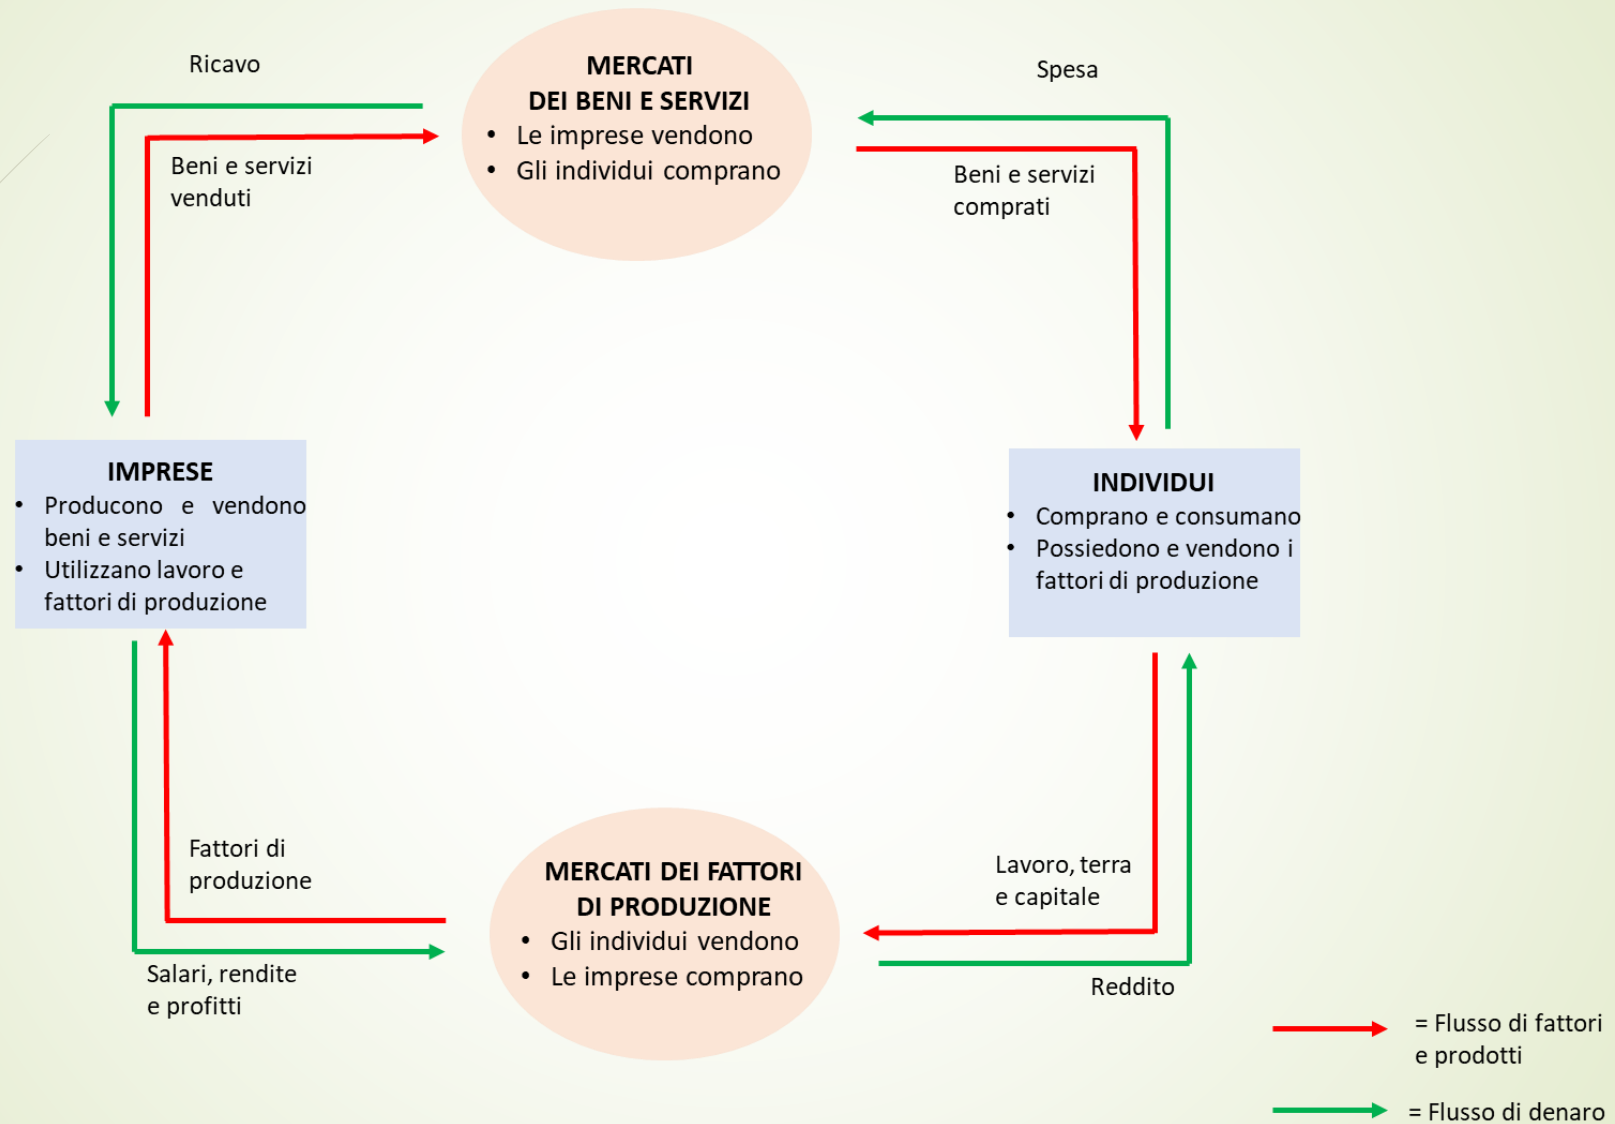 Ricavo
MERCATI
DEI BENI E SERVIZI
• Le imprese vendono
• Gli individui comprano
Spesa
Beni e servizi
venduti
Beni e servizi
comprati
IMPRESE
• Producono e vendono
beni e servizi
• Utilizzano lavoro e
fattori di produzione
INDIVIDUI
• Comprano e consumano
• Possiedono e vendono i
fattori di produzione
Fattori di
produzione
MERCATI DEI FATTORI
DI PRODUZIONE
• Gli individui vendono
• Le imprese comprano
Lavoro, terra
e capitale
Salari, rendite
e profitti
Reddito
= Flusso di fattori
e prodotti
= Flusso di denaro